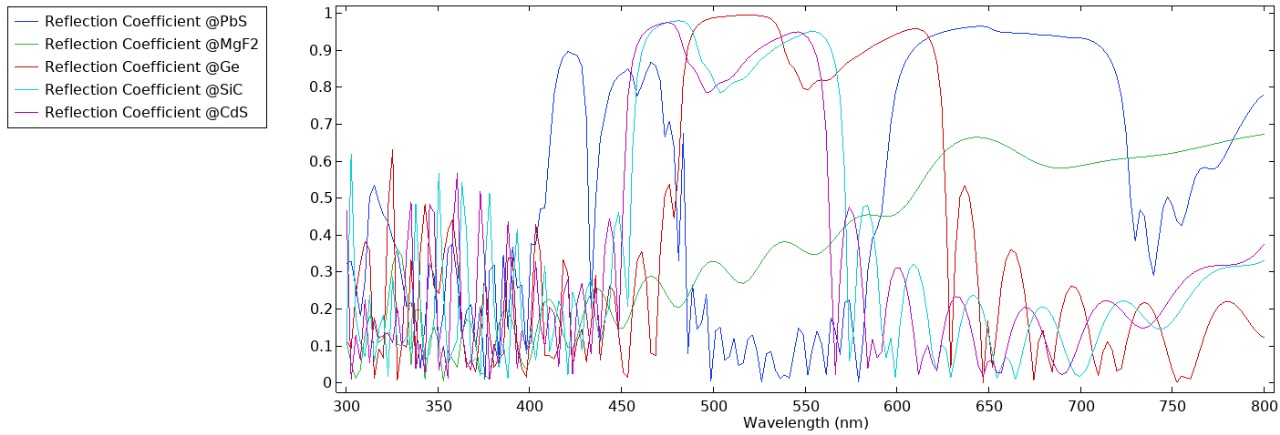 Reflection Coefficient @PbS
Reflection Coefficient @MgF2
Reflection Coefficient @Ge
Reflection Coefficient @SiC
Reflection Coefficient @CdS
1
0.9
0.8
0.7
0.6
0.5
0.4
0.3
0.2
0.1
0
300 350 400 450 500 550 600 650 700 750 800
Wavelength (nm)